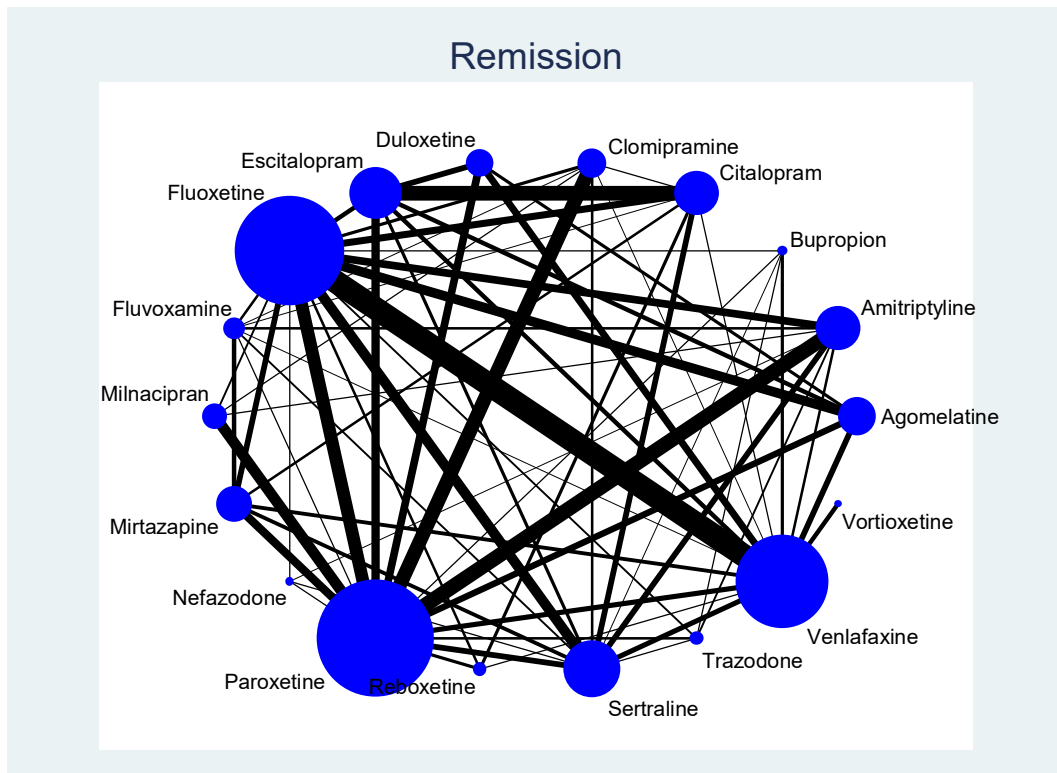 Remission
Duloxetine
Clomipramine
Escitalopram
Citalopram
Fluoxetine
Bupropion
Fluvoxamine
Amitriptyline
Milnacipran
Agomelatine
Mirtazapine
Vortioxetine
Nefazodone
Venlafaxine
Trazodone
Paroxetine
Reboxetine
Sertraline